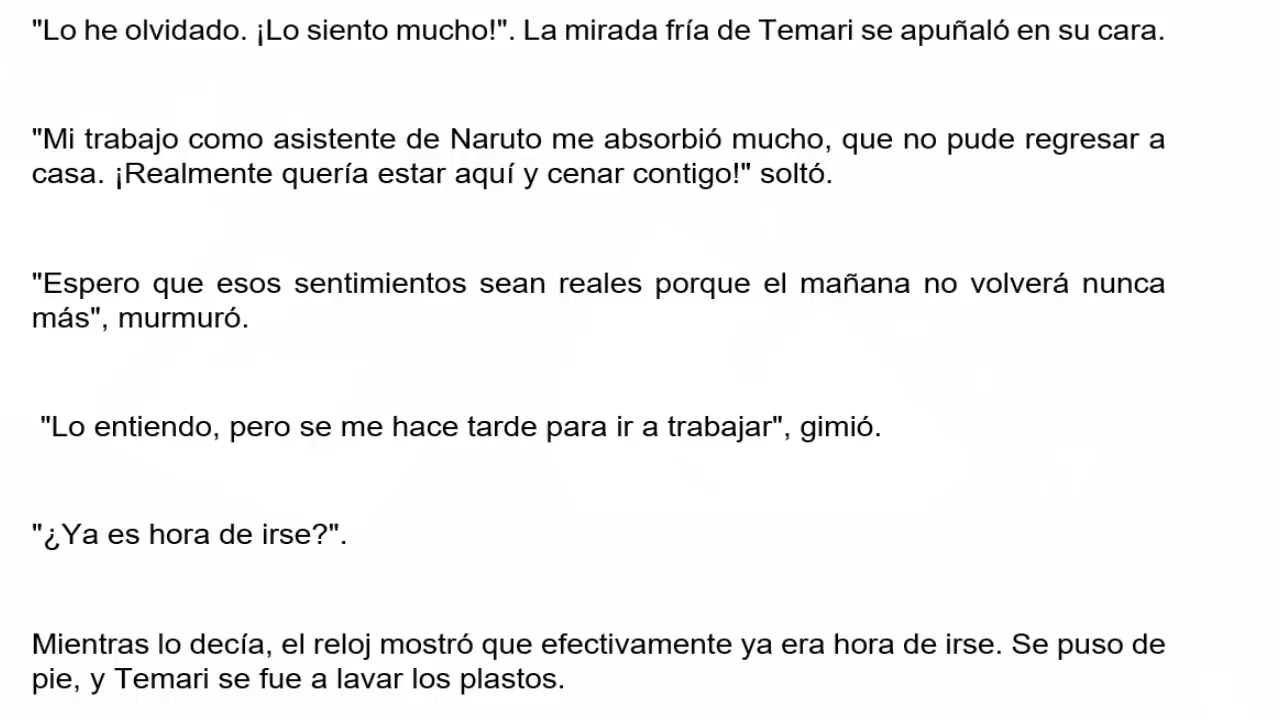 "Lo he olvidado. ¡Lo siento mucho!". La mirada fría de Temari se apuñaló en su cara.
"Mi trabajo como asistente de Naruto me absorbió mucho, que no pude regresar a
casa. ¡Realmente quería estar aquí y cenar contigo!" soltó.
"Espero que esos sentimientos sean reales porque el mañana no volverá nunca
más", murmuró.
"Lo entiendo, pero se me hace tarde para ir a trabajar", gimió.
"¿Ya es hora de irse?".
Mientras lo decía, el reloj mostró que efectivamente ya era hora de irse. Se puso de
pie, y Temari se fue a lavar los plastos.